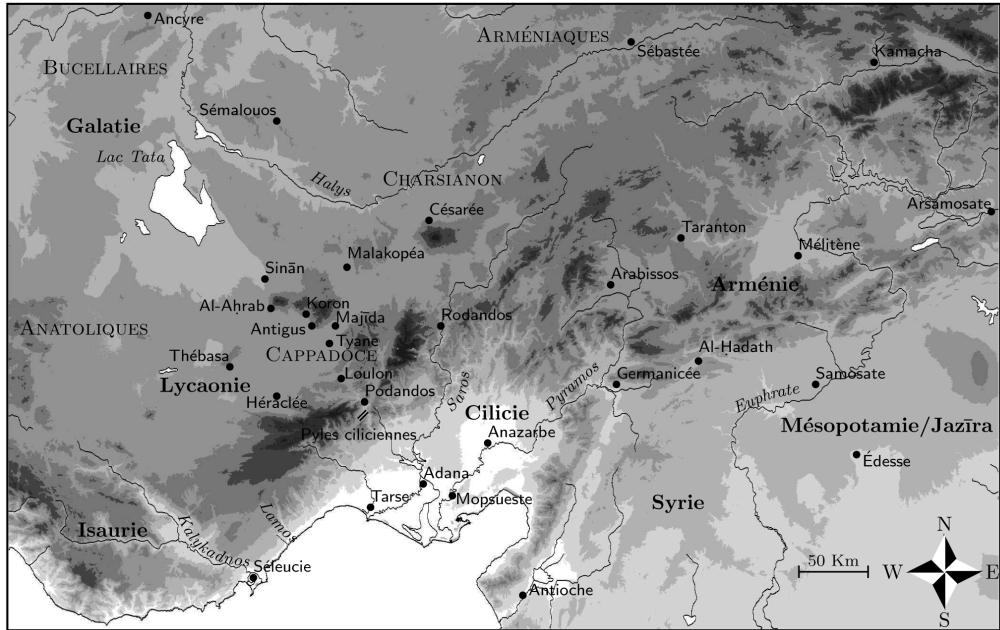 Ancyre
ARMÉNIAQUES
Sébastée
Kamacha
BUCELLAIRES
Sémalouos
Galatie
Lac Tata
Halys
CHARSIANON
Césarée
Arsamosate
Taranton
Mélitène
Malakopéa
Sinān
Arabissos
Arménie
Al-Aḥrab
Koron
ANATOLIQUES
Antigus
Majīda
Rodandos
Tyane
CAPPADOCE
Thébasa
Al-Ḥadath
Lycaonie
Loulon
Saros
Pyramos
Germanicée
Euphrate
Samosate
Héraclée
Podandos
Cilicie
Mésopotamie/Jazīra
Pyles ciliciennes
Anazarbe
Édesse
Adana
Tarse
Mopsueste
Syrie
Isaurie
Kalykadnos
Lamos
Séleucie
Antioche
50 Km
N
W
E
S